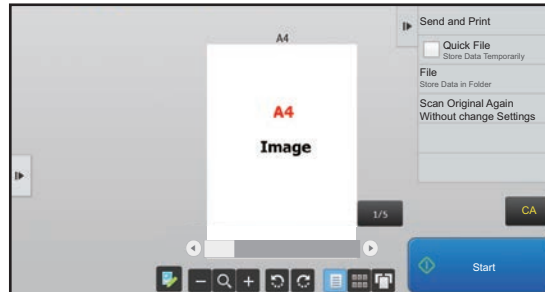 A4
A4
Image
1/5
Send and Print
Quick File
Store Data Temporarily
File
Store Data in Folder
Scan Original Again
Without change Settings
CA
Start